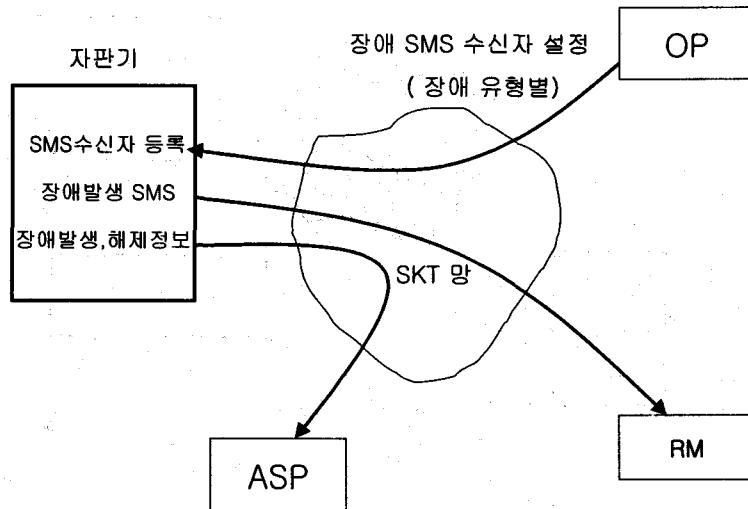 장애 SMS 수신자 설정
( 장애 유형별)
OP
자판기
SMS수신자 등록
장애발생 SMS
장애발생,해제정보
SKT 망
ASP
RM